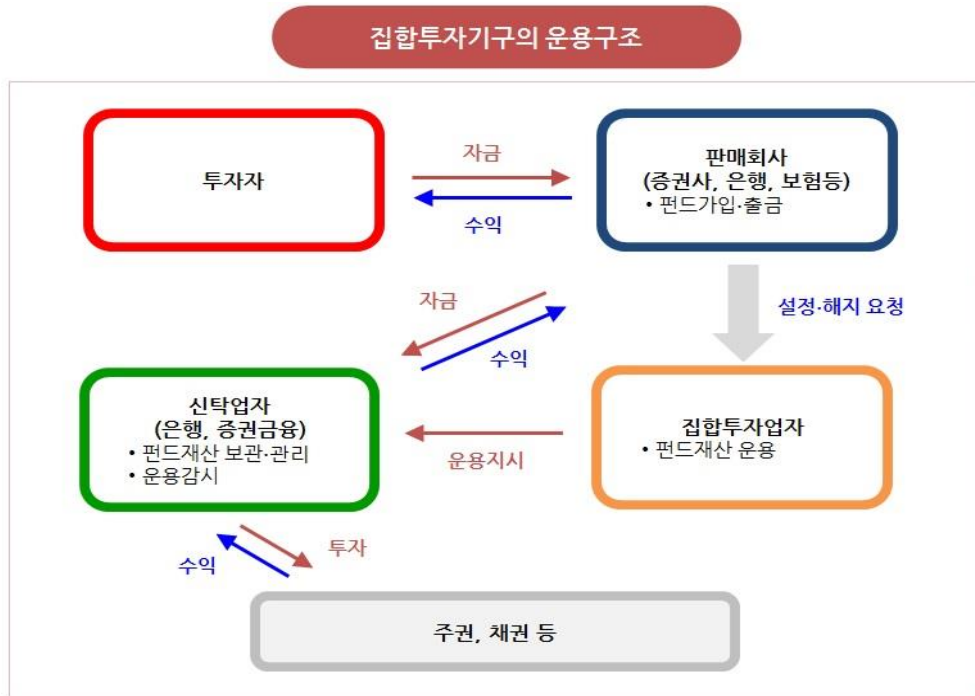 집합투자기구의 운용구조
투자자
자금
수익
판매회사
(증권사, 은행, 보험등)
• 펀드가입·출금
자금
수익
설정·해지 요청
신탁업자
(은행, 증권금융)
• 펀드재산 보관·관리
• 운용감시
운용지시
집합투자업자
• 펀드재산 운용
수익
투자
주권, 채권 등